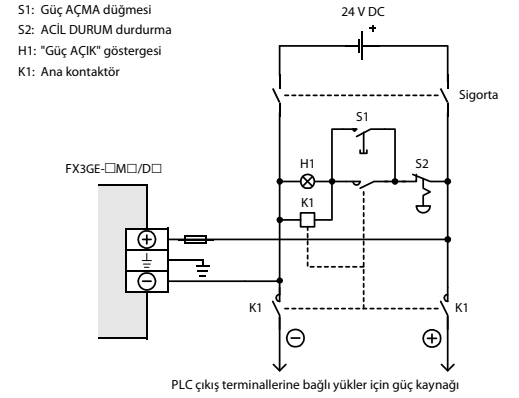 S1: Güç AÇMA düğmesi
S2: ACİL DURUM durdurma
H1: "Güç AÇIK" göstergesi
K1: Ana kontaktör
24 V DC
+
Sigorta
S1
FX3GE-□M□/D□
H1
S2
K1
K1
K1
PLC çıkış terminallerine bağlı yükler için güç kaynağı